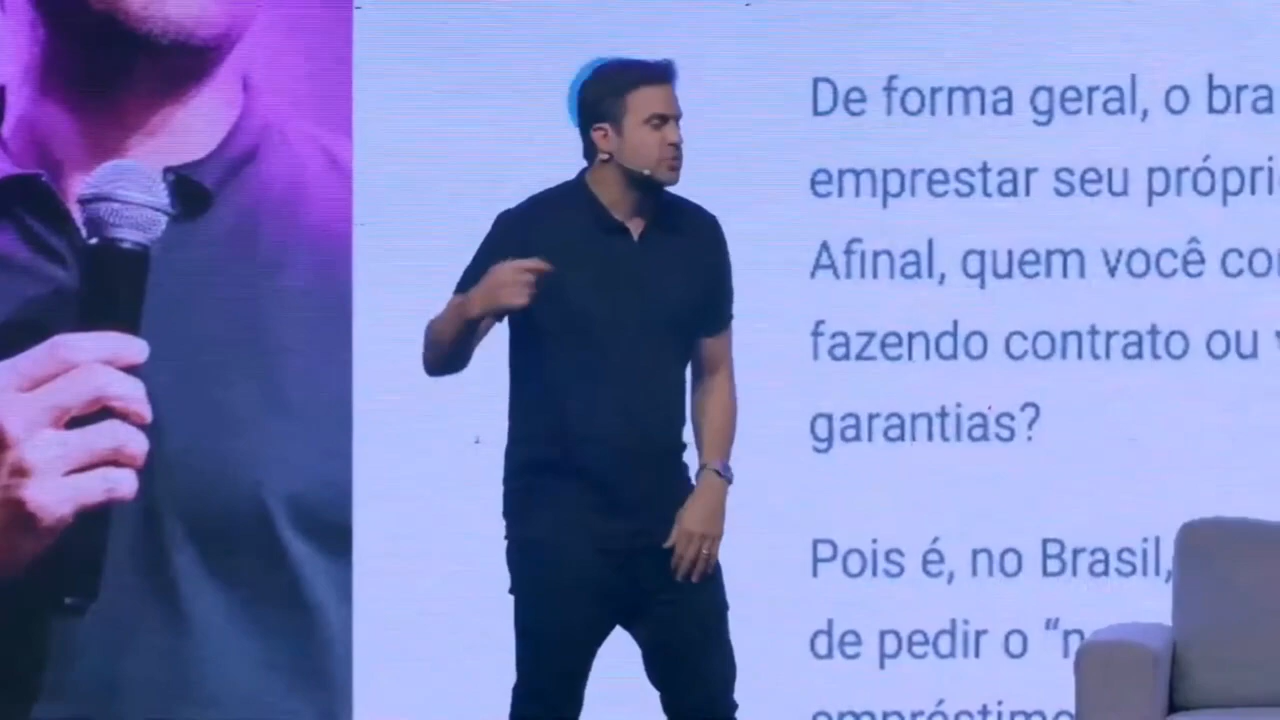 De forma geral, o bra
emprestar seu própri
Afinal, quem você co
fazendo contrato ou
garantias?
Pois é, no Brasil,
de pedir o “n
empréstimo